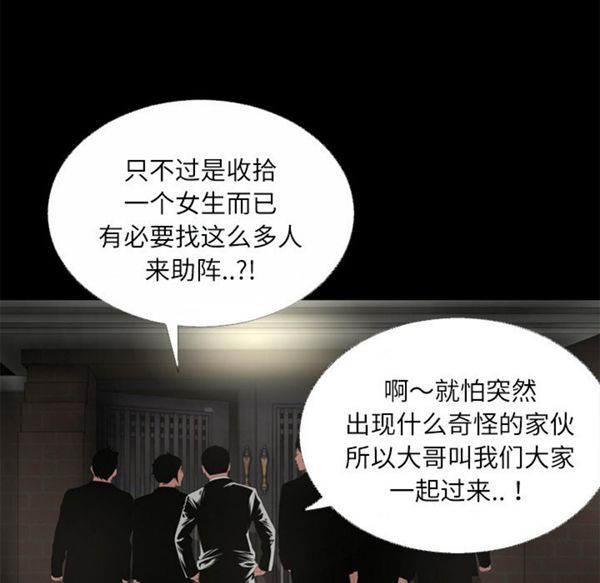 只不过是收拾
一个女生而已
有必要找这么多人
来助阵..?!
啊～就怕突然
出现什么奇怪的家伙
所以大哥叫我们大家
一起过来..！